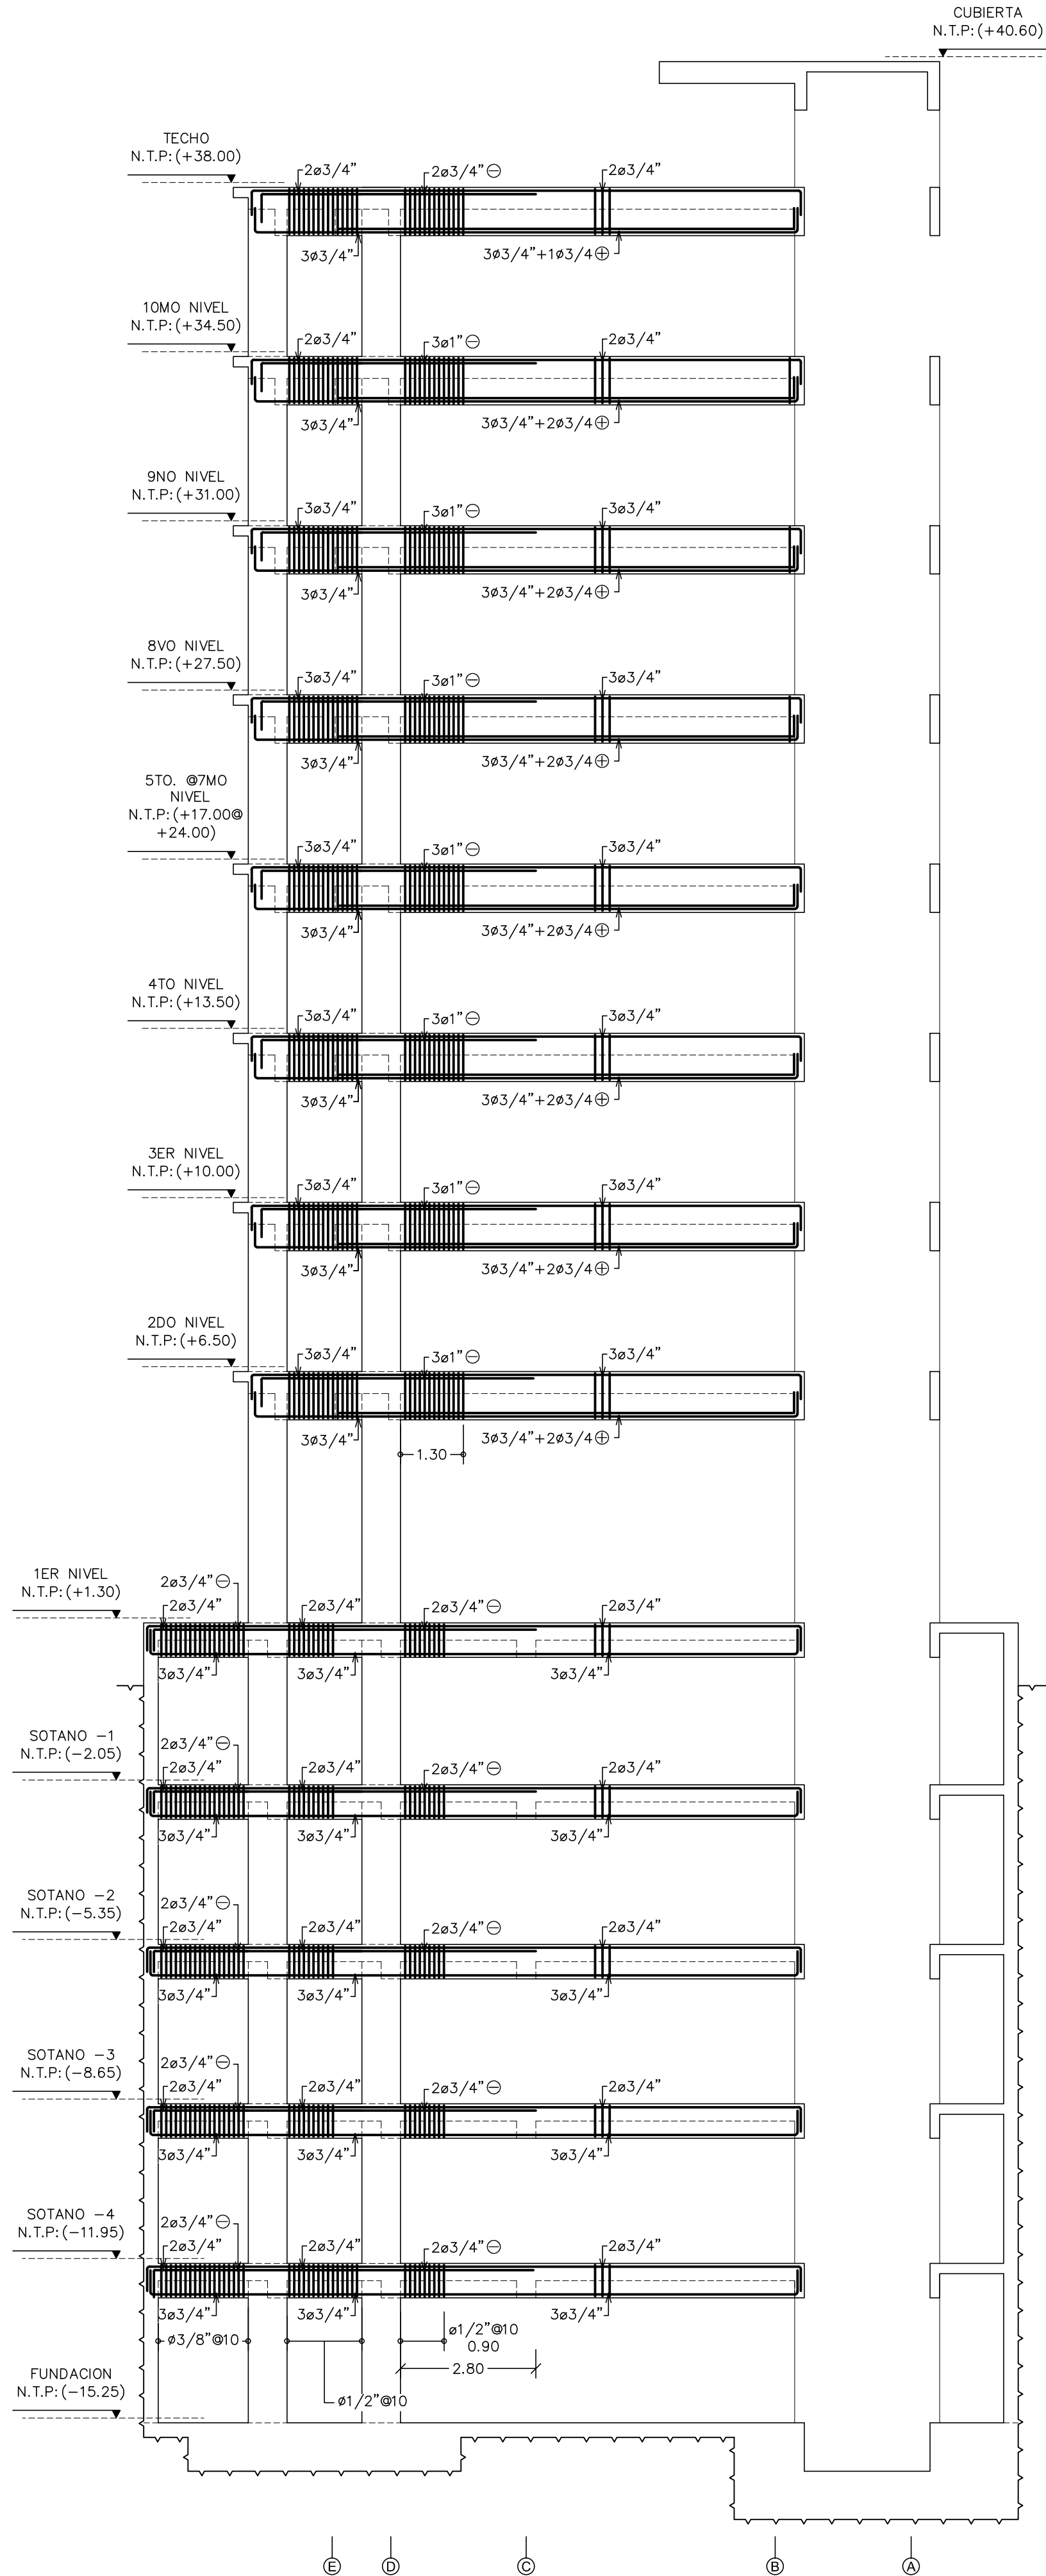 CUBIERTA
N.T.P:(+40.60)
TECHO
N.T.P:(+38.00)
2ø3/4"
2ø3/4"⊖
2ø3/4"
3ø3/4"
3ø3/4"+1ø3/4⊕
10MO NIVEL
N.T.P:(+34.50)
2ø3/4"
3ø1"⊖
2ø3/4"
3ø3/4"
3ø3/4"+2ø3/4⊕
9NO NIVEL
N.T.P:(+31.00)
3ø3/4"
3ø1"⊖
3ø3/4"
3ø3/4"
3ø3/4"+2ø3/4⊕
8VO NIVEL
N.T.P:(+27.50)
3ø3/4"
3ø1"⊖
3ø3/4"
3ø3/4"
3ø3/4"+2ø3/4⊕
5TO. @7MO
NIVEL
N.T.P:(+17.00@
+24.00)
3ø3/4"
3ø1"⊖
3ø3/4"
3ø3/4"
3ø3/4"+2ø3/4⊕
4TO NIVEL
N.T.P:(+13.50)
3ø3/4"
3ø1"⊖
3ø3/4"
3ø3/4"
3ø3/4"+2ø3/4⊕
3ER NIVEL
N.T.P:(+10.00)
3ø3/4"
3ø1"⊖
3ø3/4"
3ø3/4"
3ø3/4"+2ø3/4⊕
2DO NIVEL
N.T.P:(+6.50)
3ø3/4"
3ø1"⊖
3ø3/4"
3ø3/4"
3ø3/4"+2ø3/4⊕
1.30
1ER NIVEL
N.T.P:(+1.30)
2ø3/4"⊖
2ø3/4"
2ø3/4"
2ø3/4"⊖
2ø3/4"
3ø3/4"
3ø3/4"
3ø3/4"
SOTANO -1
N.T.P:(-2.05)
2ø3/4"⊖
2ø3/4"
2ø3/4"
2ø3/4"⊖
2ø3/4"
3ø3/4"
3ø3/4"
3ø3/4"
SOTANO -2
N.T.P:(-5.35)
2ø3/4"⊖
2ø3/4"
2ø3/4"
2ø3/4"⊖
2ø3/4"
3ø3/4"
3ø3/4"
3ø3/4"
SOTANO -3
N.T.P:(-8.65)
2ø3/4"⊖
2ø3/4"
2ø3/4"
2ø3/4"⊖
2ø3/4"
3ø3/4"
3ø3/4"
3ø3/4"
SOTANO -4
N.T.P:(-11.95)
2ø3/4"⊖
2ø3/4"
2ø3/4"
2ø3/4"⊖
2ø3/4"
3ø3/4"
3ø3/4"
3ø3/4"
ø3/8"@10
ø1/2"@10
0.90
2.80
ø1/2"@10
FUNDACION
N.T.P:(-15.25)
E
D
C
B
A